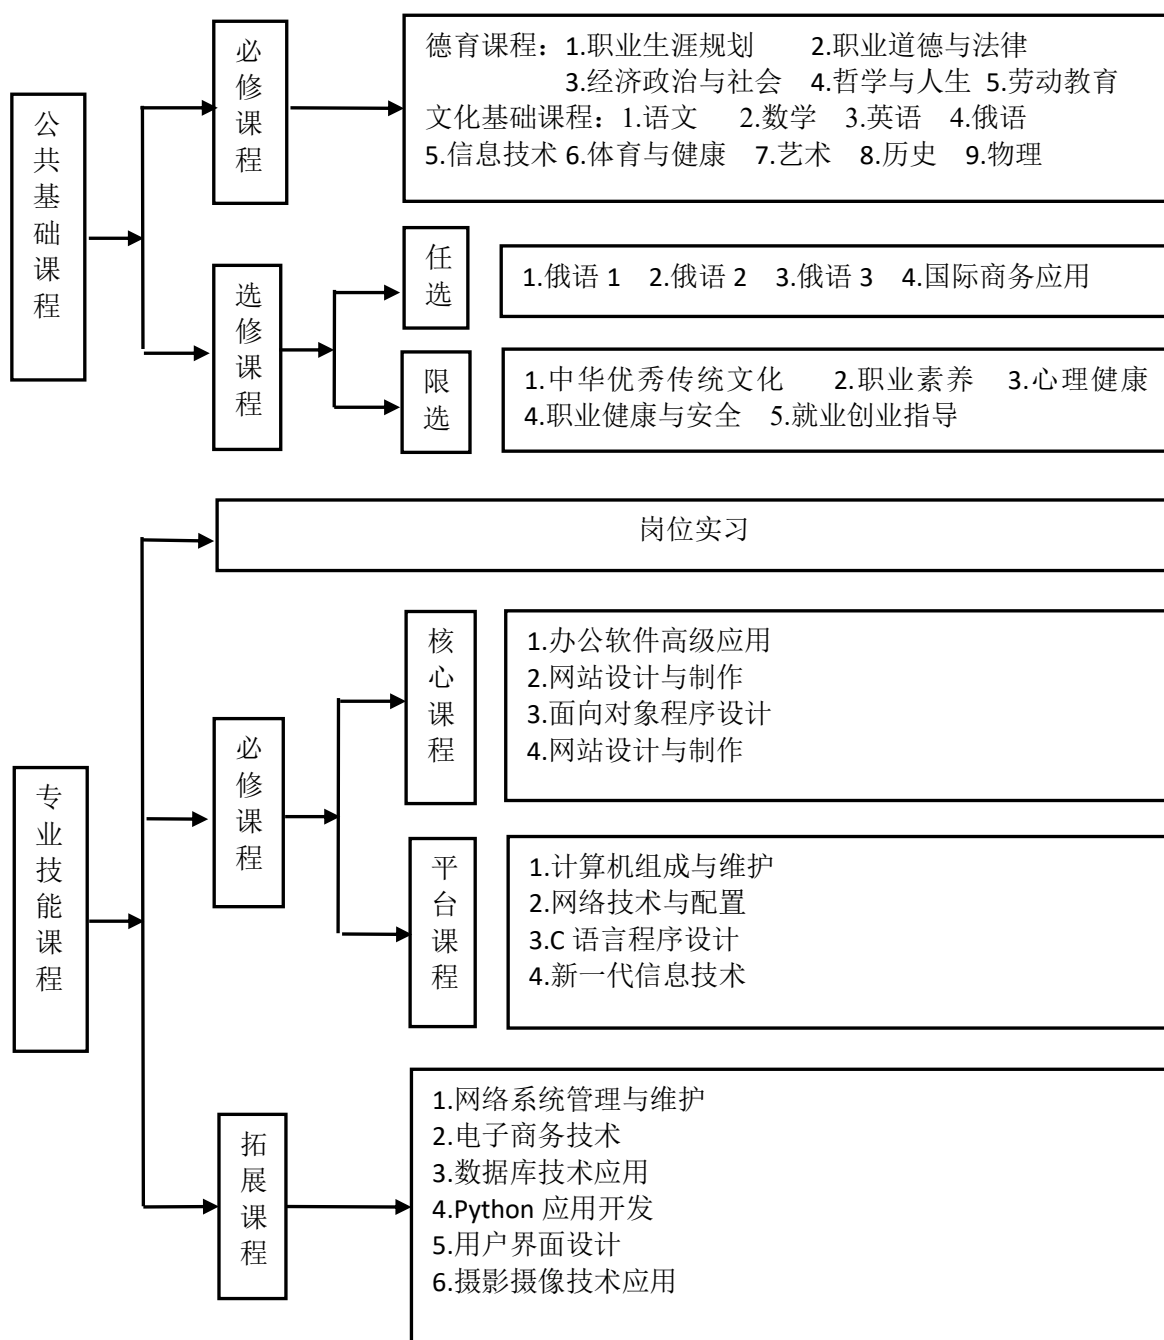 公共基础课程
必修课程
德育课程：1.职业生涯规划 2.职业道德与法律
3.经济政治与社会 4.哲学与人生 5.劳动教育
文化基础课程：1.语文 2.数学 3.英语 4.俄语
5.信息技术 6.体育与健康 7.艺术 8.历史 9.物理
选修课程
任选
1.俄语 1 2.俄语 2 3.俄语 3 4.国际商务应用
限选
1.中华优秀传统文化 2.职业素养 3.心理健康
4.职业健康与安全 5.就业创业指导
专业技能课程
岗位实习
必修课程
核心课程
1.办公软件高级应用
2.网站设计与制作
3.面向对象程序设计
4.网站设计与制作
平台课程
1.计算机组成与维护
2.网络技术与配置
3.C 语言程序设计
4.新一代信息技术
拓展课程
1.网络系统管理与维护
2.电子商务技术
3.数据库技术应用
4.Python 应用开发
5.用户界面设计
6.摄影摄像技术应用